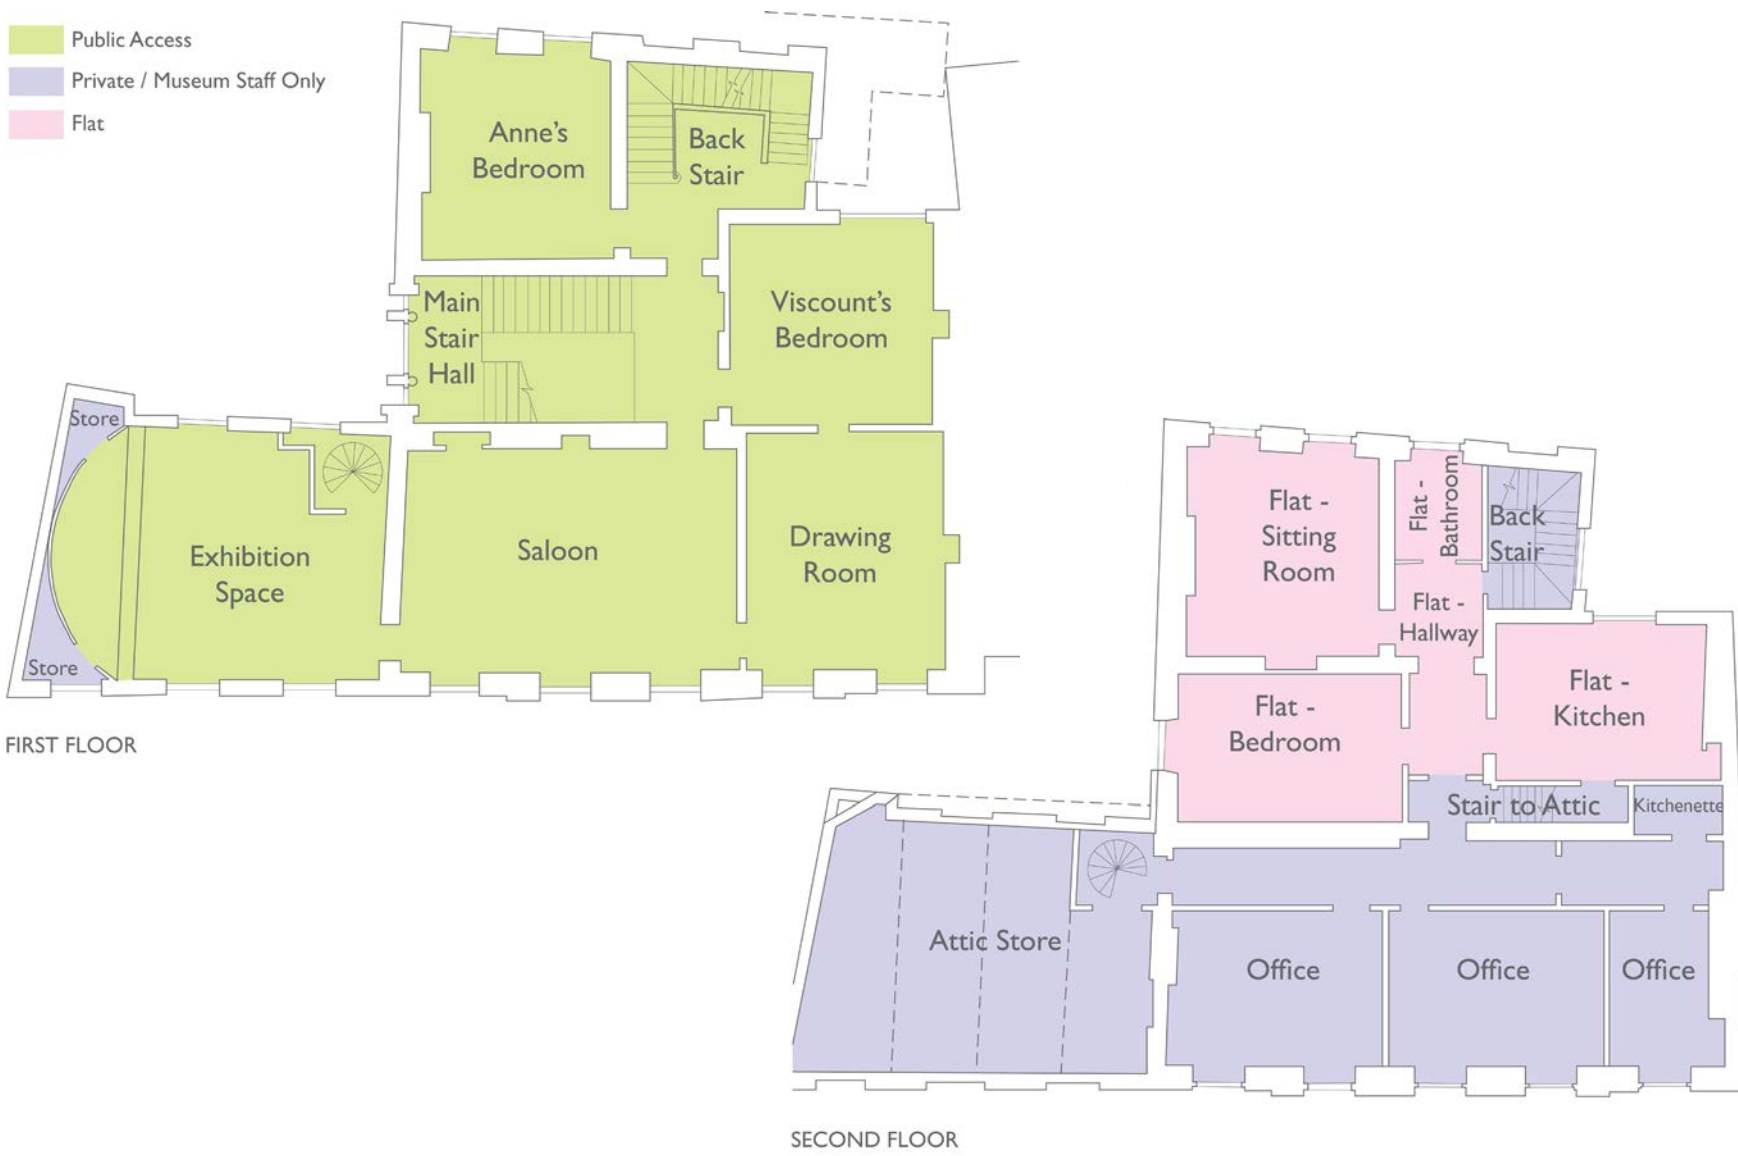 Public Access
Private / Museum Staff Only
Flat
Anne's
Bedroom
Back
Stair
Main
Stair
Hall
Viscount's
Bedroom
Store
Exhibition
Space
Saloon
Drawing
Room
Store
FIRST FLOOR
Flat -
Sitting
Room
Flat -
Bathroom
Back
Stair
Flat -
Hallway
Flat -
Kitchen
Flat -
Bedroom
Stair to Attic
Kitchenette
Attic Store
Office
Office
Office
SECOND FLOOR